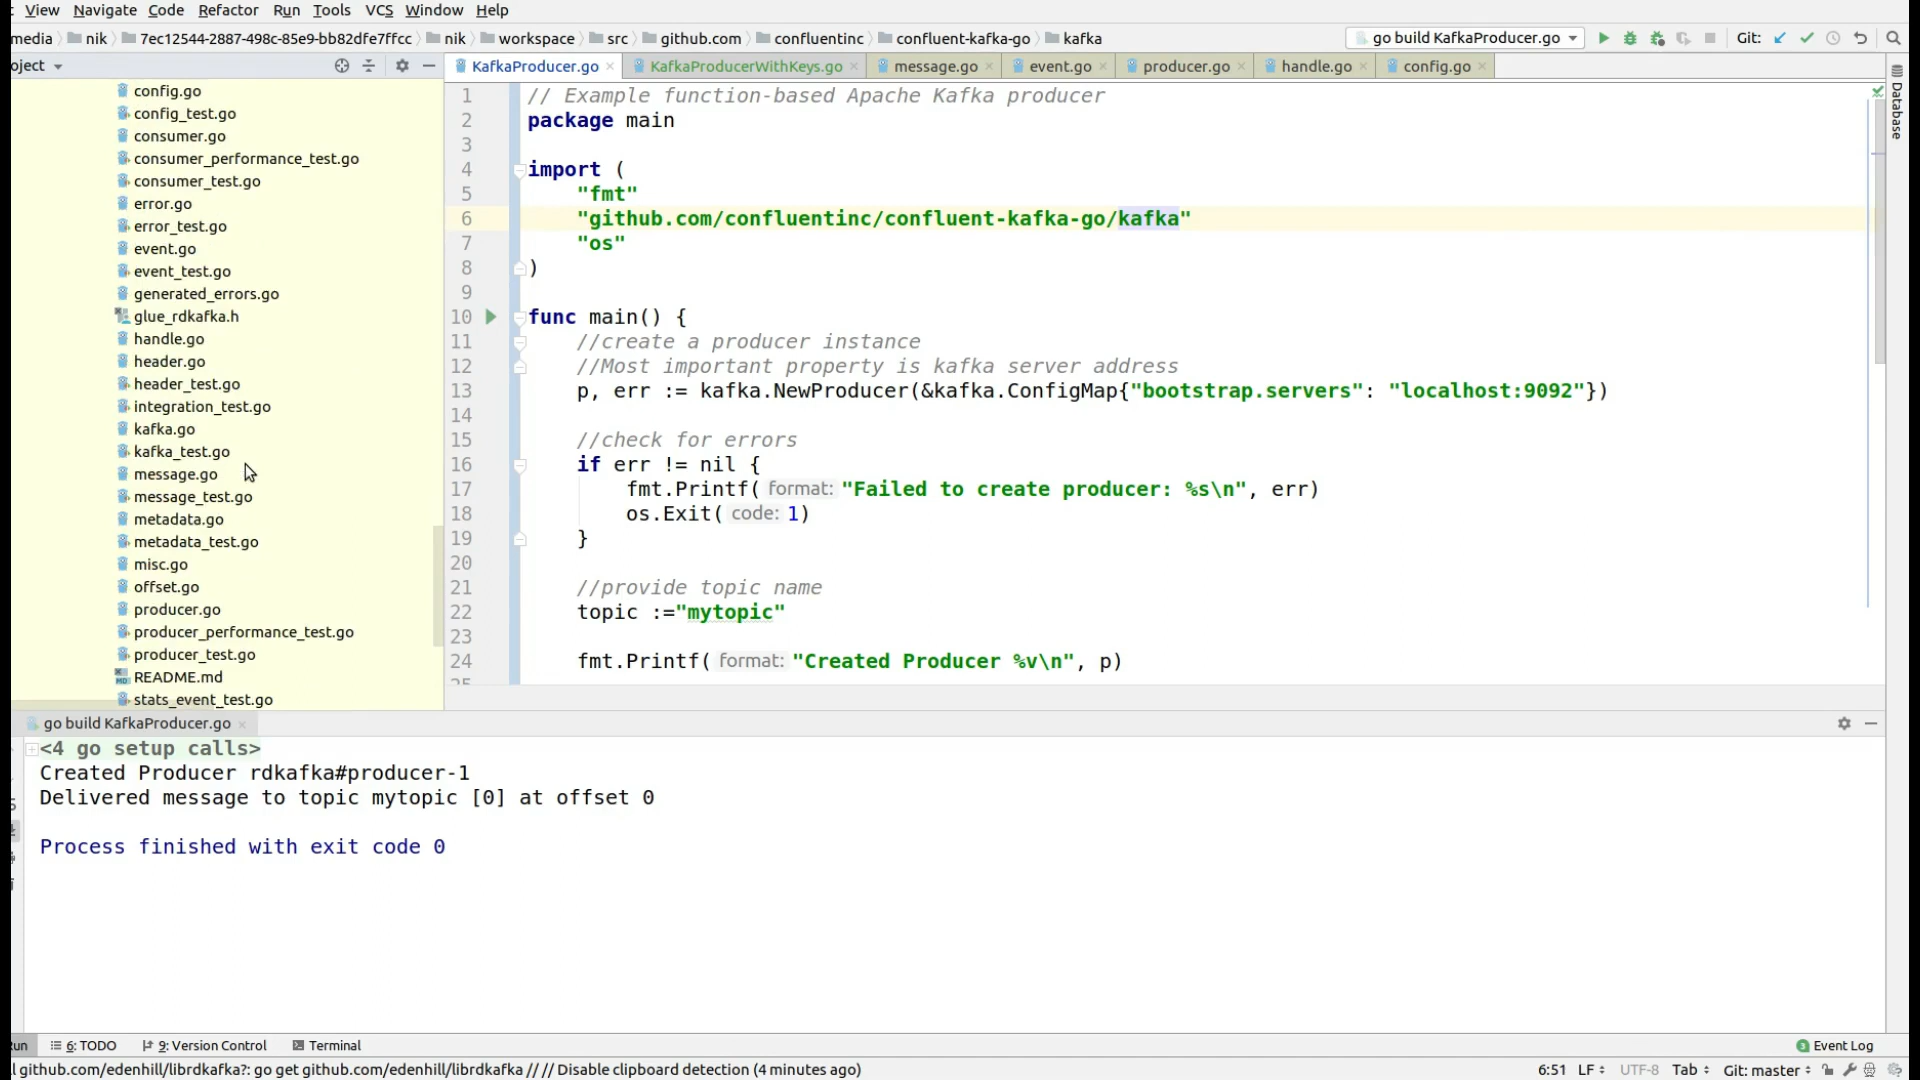 View Navigate Code Refactor Run Tools VCS Window Help
media nik 7ec12544-2887-498c-85e9-bb82dfe7ffcc nik workspace src github.com confluentinc confluent-kafka-go kafka go build KafkaProducer.go Git:
oject KafkaProducer.go KafkaProducerWithKeys.go message.go event.go producer.go handle.go config.go
config.go
config_test.go
consumer.go
consumer_performance_test.go
consumer_test.go
error.go
error_test.go
event.go
event_test.go
generated_errors.go
glue_rdkafka.h
handle.go
header.go
header_test.go
integration_test.go
kafka.go
kafka_test.go
message.go
message_test.go
metadata.go
metadata_test.go
misc.go
offset.go
producer.go
producer_performance_test.go
producer_test.go
README.md
stats_event_test.go
1 // Example function-based Apache Kafka producer
2 package main
3
4 import (
5 "fmt"
6 "github.com/confluentinc/confluent-kafka-go/kafka"
7 "os"
8 )
9
10 func main() {
11 //create a producer instance
12 //Most important property is kafka server address
13 p, err := kafka.NewProducer(&kafka.ConfigMap{"bootstrap.servers": "localhost:9092"})
14
15 //check for errors
16 if err != nil {
17 fmt.Printf( format: "Failed to create producer: %s\n", err)
18 os.Exit( code: 1)
19 }
20
21 //provide topic name
22 topic :="mytopic"
23
24 fmt.Printf( format: "Created Producer %v\n", p)
25
Database
go build KafkaProducer.go
<4 go setup calls>
Created Producer rdkafka#producer-1
Delivered message to topic mytopic [0] at offset 0
Process finished with exit code 0
un 6: TODO 9: Version Control Terminal 3 Event Log
l github.com/edenhill/librdkafka?: go get github.com/edenhill/librdkafka // // Disable clipboard detection (4 minutes ago) 6:51 LF UTF-8 Tab Git: master